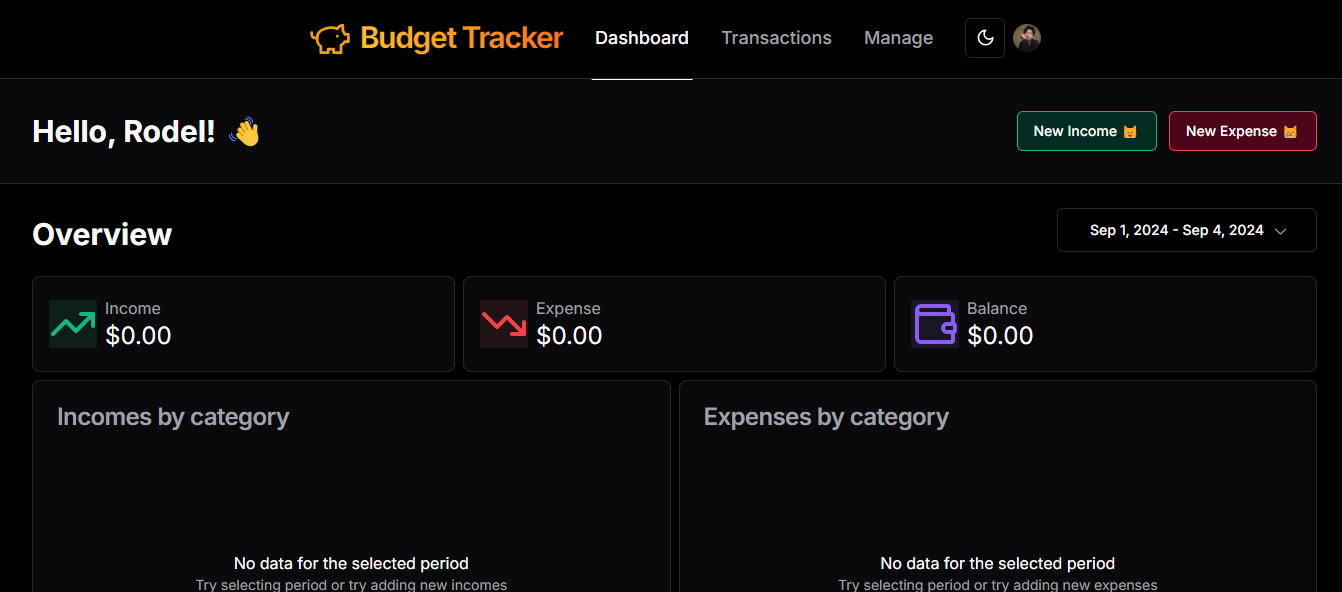 Budget Tracker
Dashboard
Transactions
Manage
Hello, Rodel! 👋
New Income 😺
New Expense 😿
Overview
Sep 1, 2024 - Sep 4, 2024
Income
$0.00
Expense
$0.00
Balance
$0.00
Incomes by category
Expenses by category
No data for the selected period
Try selecting period or try adding new incomes
No data for the selected period
Try selecting period or try adding new expenses